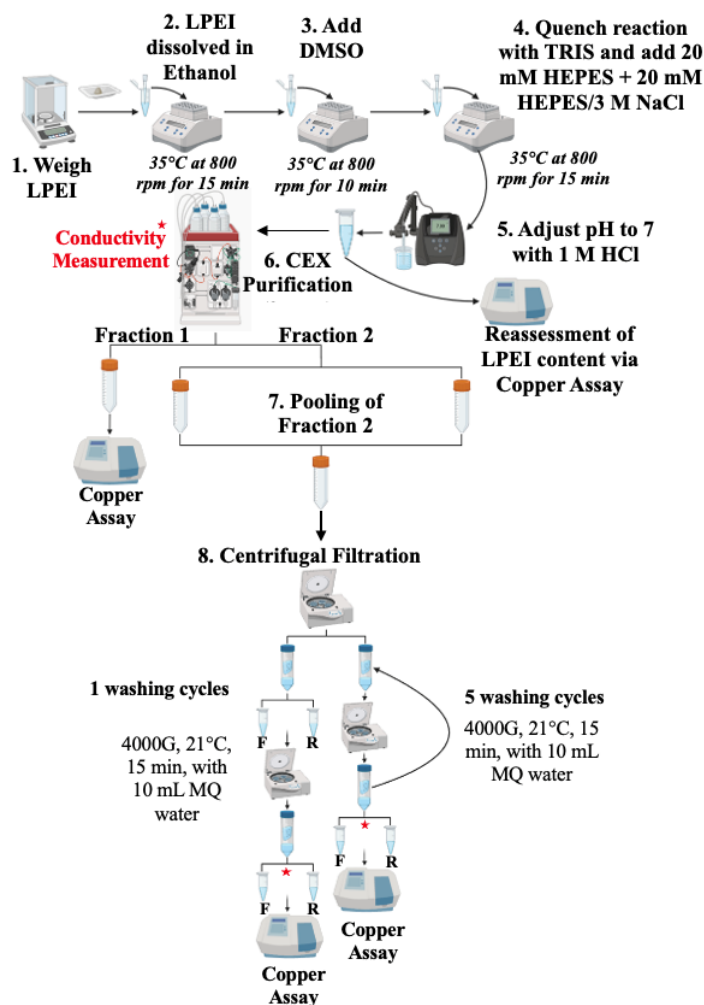 1. Weigh
LPEI
2. LPEI
dissolved in
Ethanol
35°C at 800
rpm for 15 min
3. Add
DMSO
35°C at 800
rpm for 10 min
4. Quench reaction
with TRIS and add 20
mM HEPES + 20 mM
HEPES/3 M NaCl
35°C at 800
rpm for 15 min
5. Adjust pH to 7
with 1 M HCl
Reassessment of
LPEI content via
Copper Assay
6. CEX
Purification
Conductivity
Measurement
Fraction 1
Fraction 2
Copper
Assay
7. Pooling of
Fraction 2
8. Centrifugal Filtration
1 washing cycles
4000G, 21°C,
15 min, with
10 mL MQ
water
F
R
F
R
Copper
Assay
5 washing cycles
4000G, 21°C, 15
min, with 10 mL
MQ water
F
R
Copper
Assay